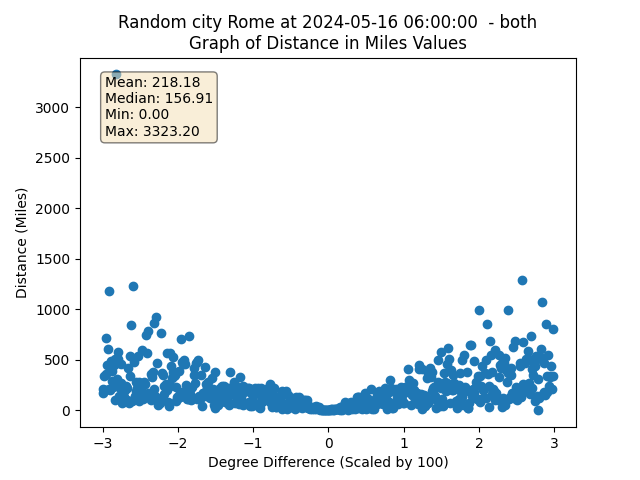 Random city Rome at 2024-05-16 06:00:00  - both
Graph of Distance in Miles Values
Mean: 218.18
Median: 156.91
Min: 0.00
Max: 3323.20
3000
2500
2000
1500
1000
500
0
Distance (Miles)
−3 −2 −1 0 1 2 3
Degree Difference (Scaled by 100)